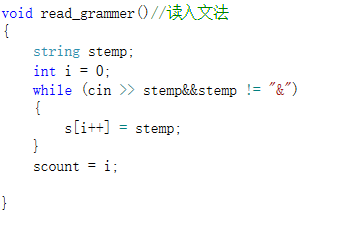 void read_grammer()//读入文法
{
    string stemp;
    int i = 0;
    while (cin >> stemp&&stemp != "&")
    {
        s[i++] = stemp;
    }
    scount = i;
}